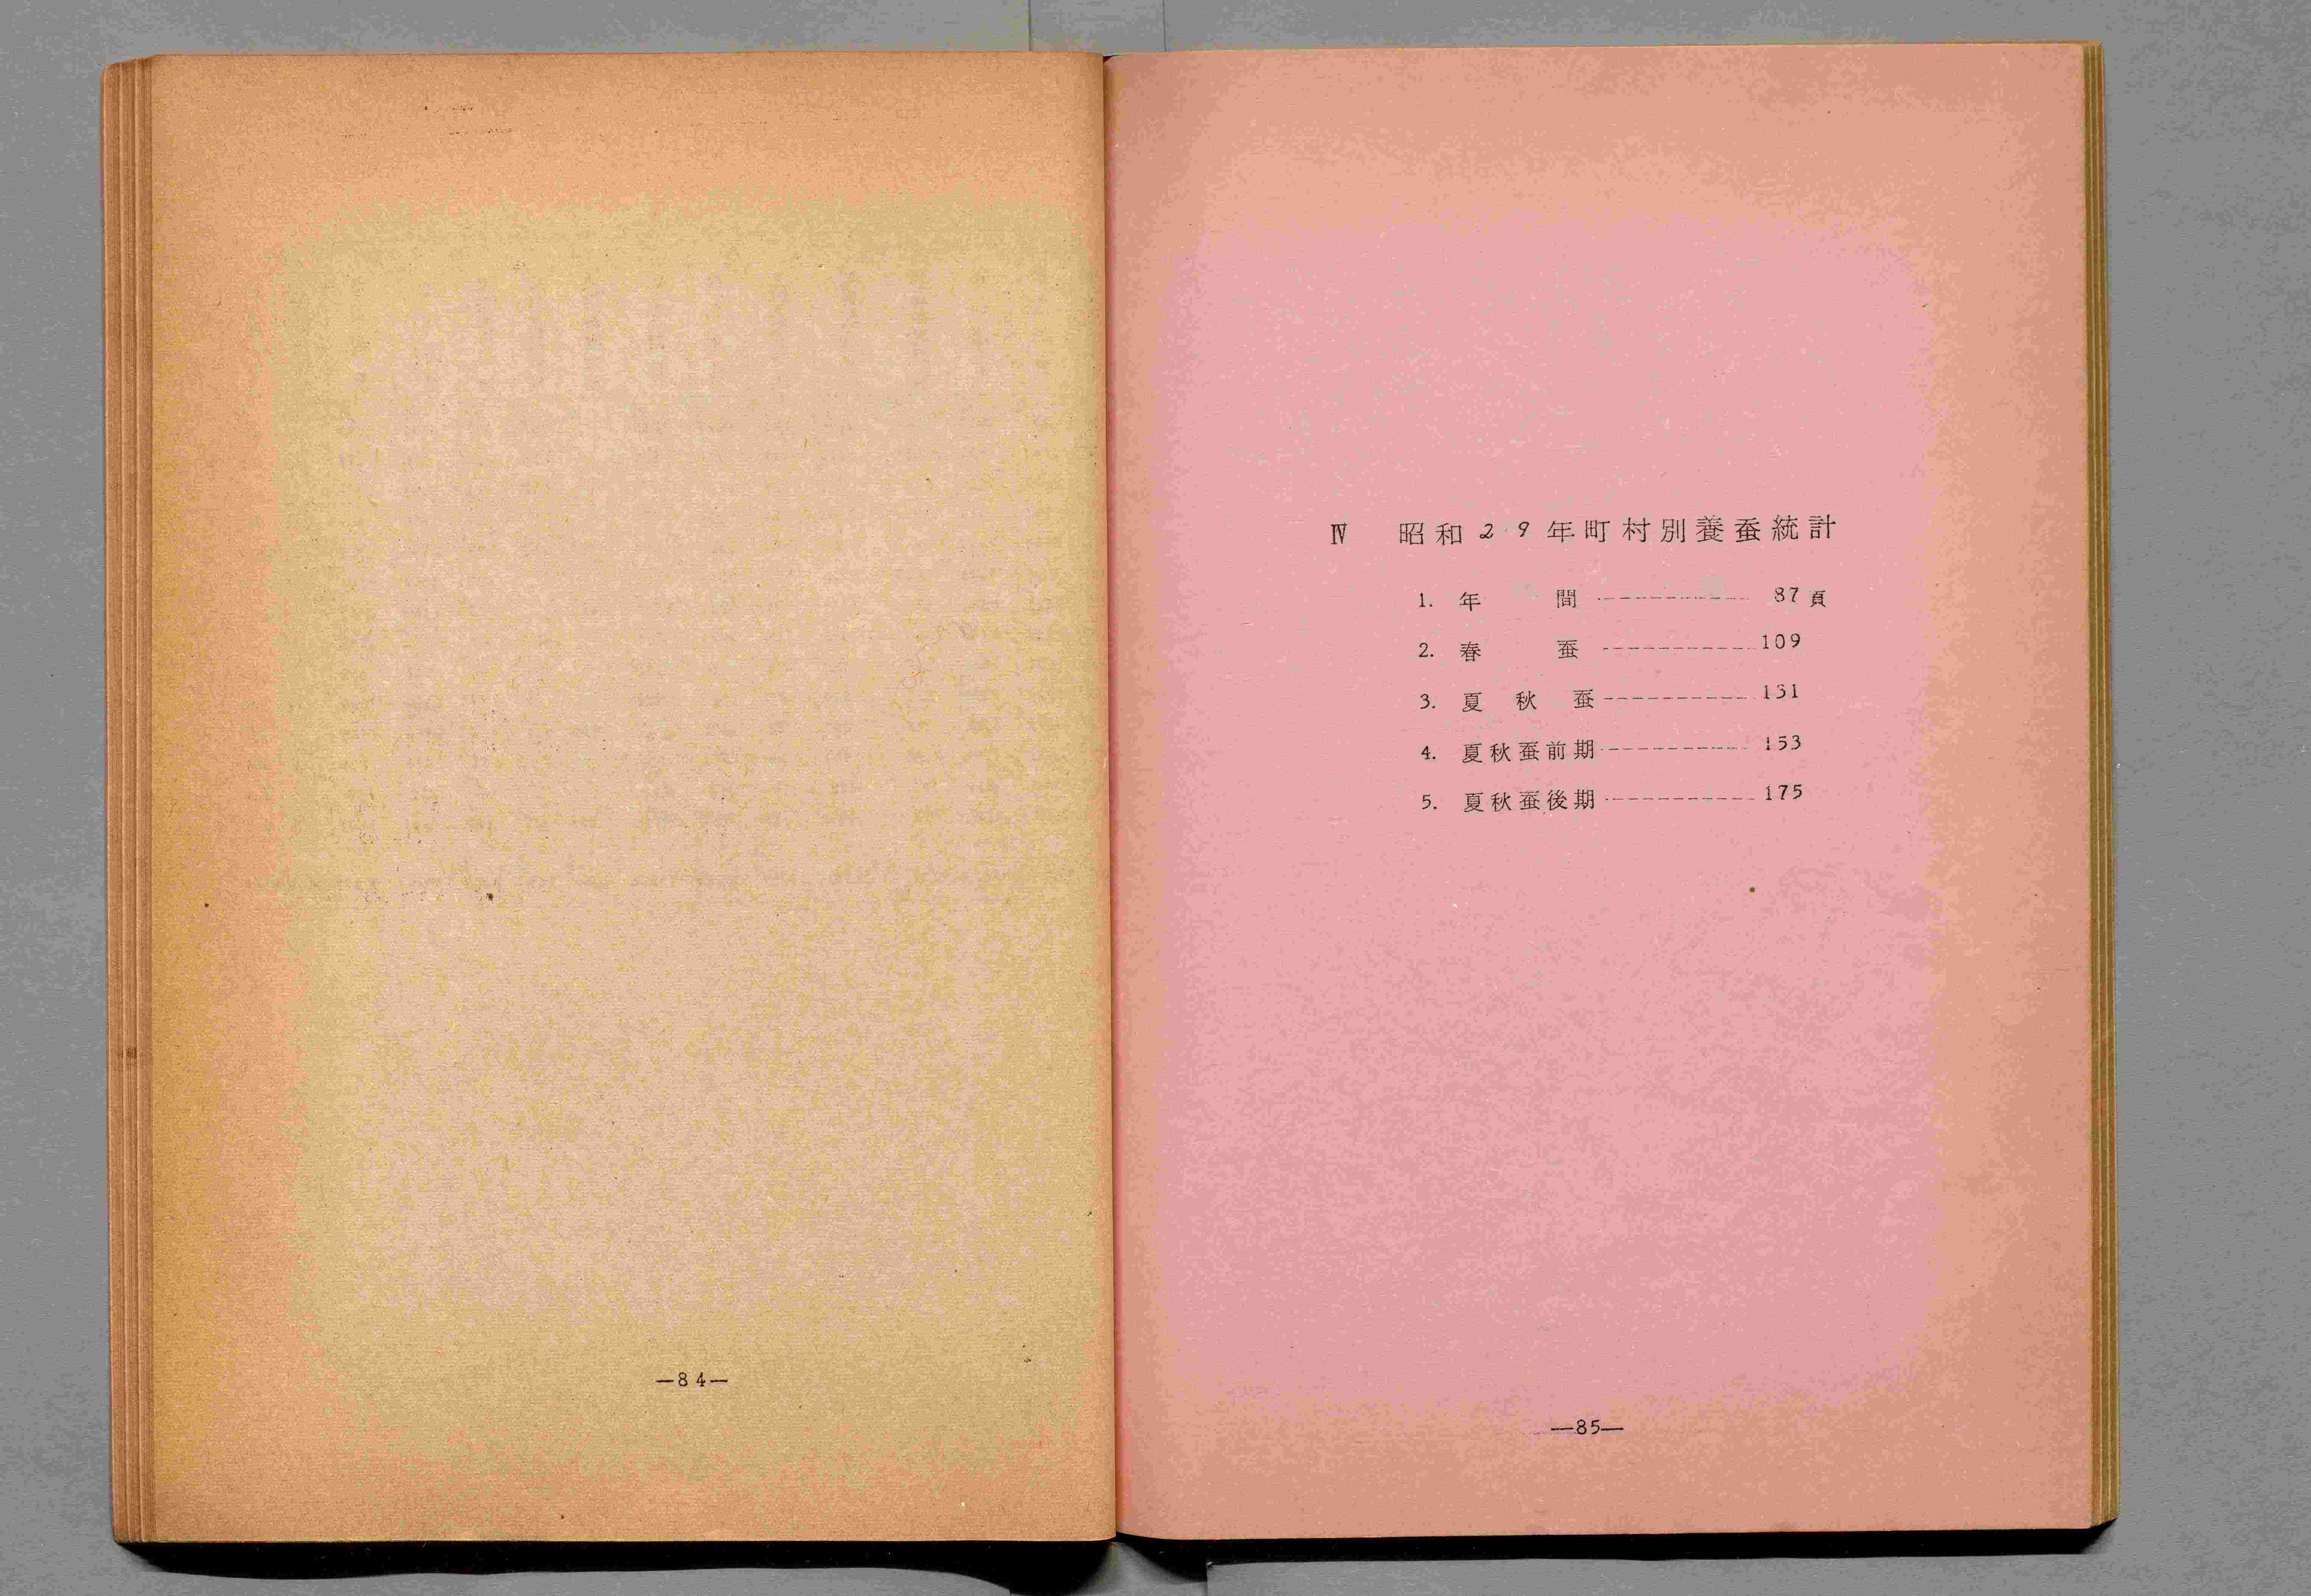 —84—
Ⅳ 昭和29年町村別養蚕統計
1. 年間 ---------- 87頁
2. 春蚕 ---------- 109
3. 夏秋蚕 ---------- 131
4. 夏秋蚕前期 ---------- 153
5. 夏秋蚕後期 ---------- 175
—85—